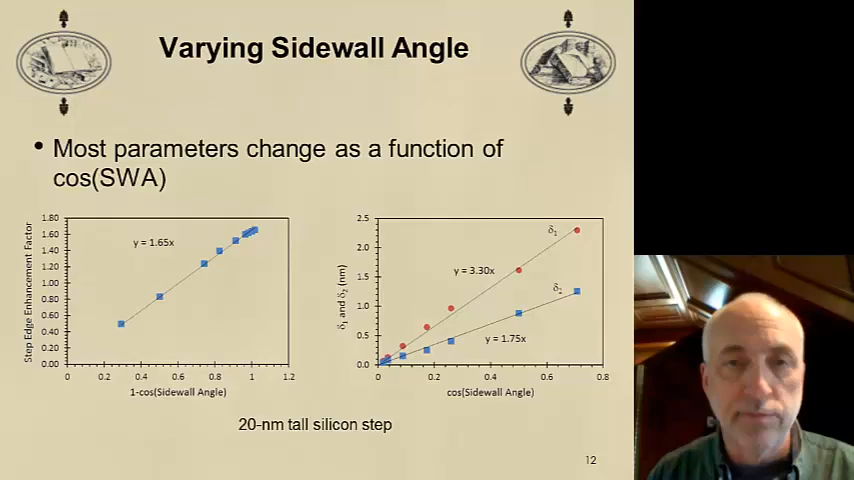 Varying Sidewall Angle
• Most parameters change as a function of
cos(SWA)
Step Edge Enhancement Factor
1.80
1.60
1.40
1.20
1.00
0.80
0.60
0.40
0.20
0.00
y = 1.65x
0 0.2 0.4 0.6 0.8 1 1.2
1-cos(Sidewall Angle)
δ1 and δ2 (nm)
2.5
2.0
1.5
1.0
0.5
0.0
δ1
y = 3.30x
δ2
y = 1.75x
0 0.2 0.4 0.6 0.8
cos(Sidewall Angle)
20-nm tall silicon step
12